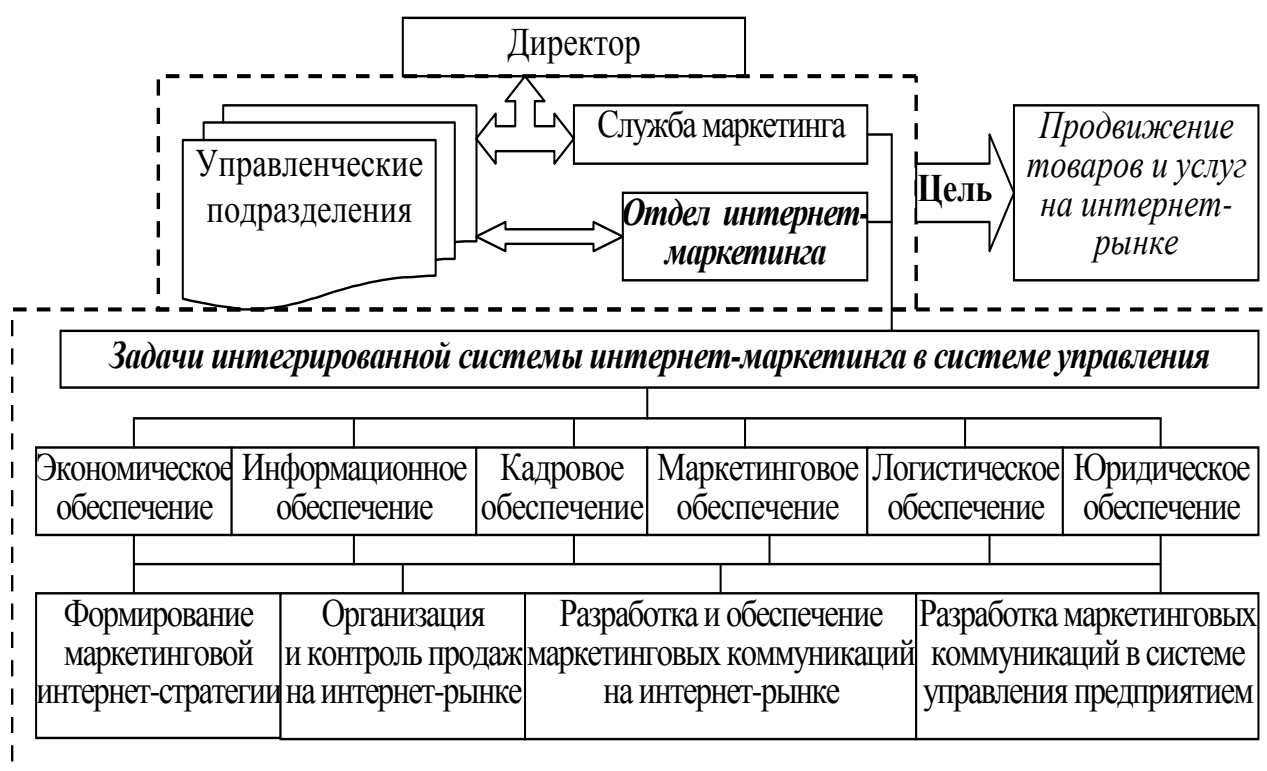 Директор
Управленческие
подразделения
Служба маркетинга
Отдел интернет-
маркетинга
Цель
Продвижение
товаров и услуг
на интернет-
рынке
Задачи интегрированной системы интернет-маркетинга в системе управления
Экономическое
обеспечение
Информационное
обеспечение
Кадровое
обеспечение
Маркетинговое
обеспечение
Логистическое
обеспечение
Юридическое
обеспечение
Формирование
маркетинговой
интернет-стратегии
Организация
и контроль продаж
на интернет-рынке
Разработка и обеспечение
маркетинговых коммуникаций
на интернет-рынке
Разработка маркетинговых
коммуникаций в системе
управления предприятием